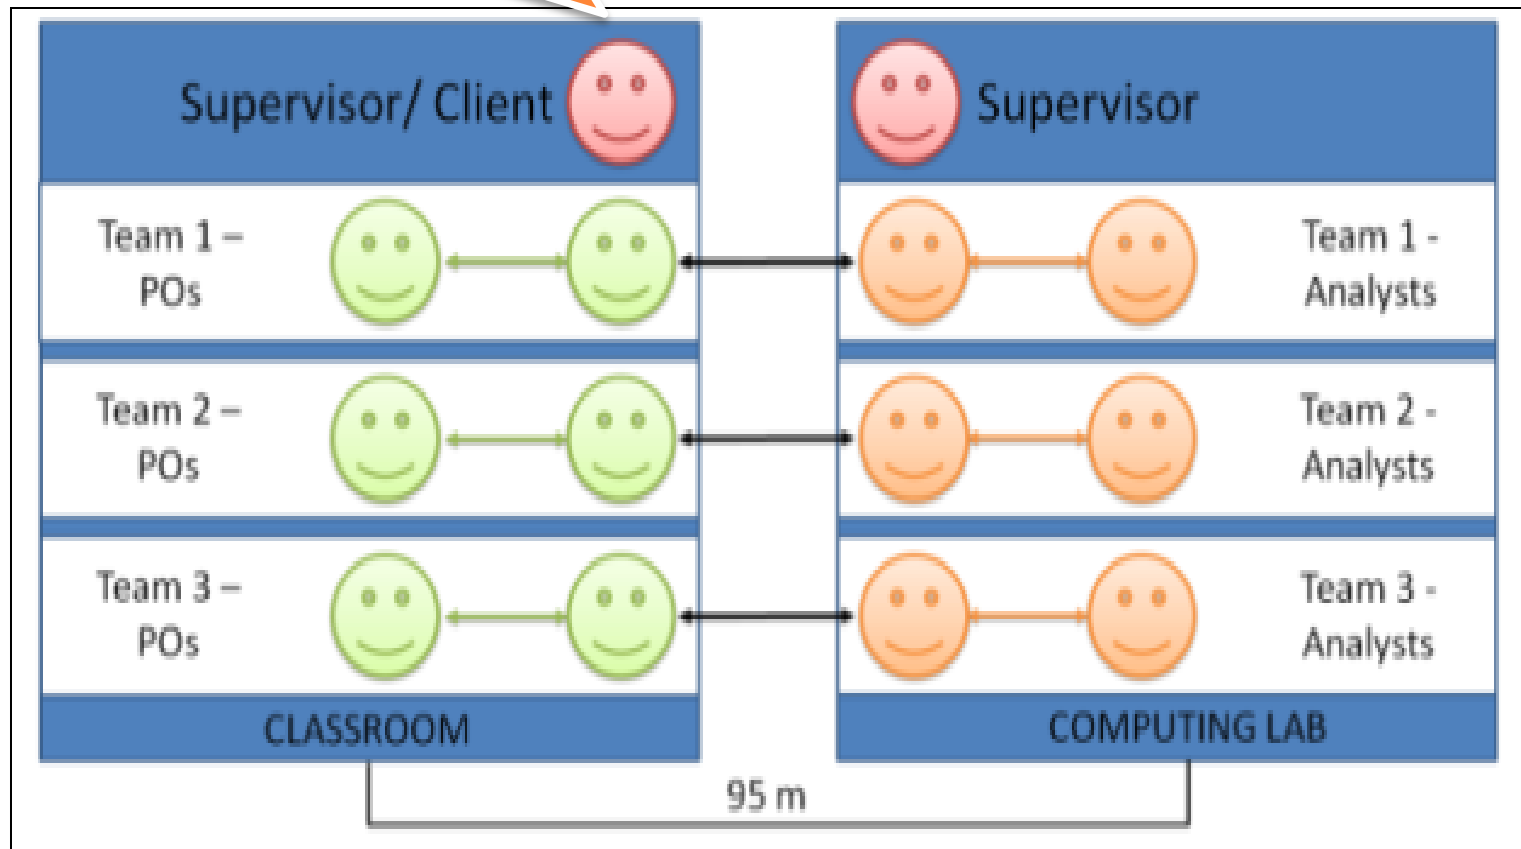 Supervisor/ Client
Supervisor
Team 1 –
POs
Team 1 -
Analysts
Team 2 –
POs
Team 2 -
Analysts
Team 3 –
POs
Team 3 -
Analysts
CLASSROOM
COMPUTING LAB
95 m